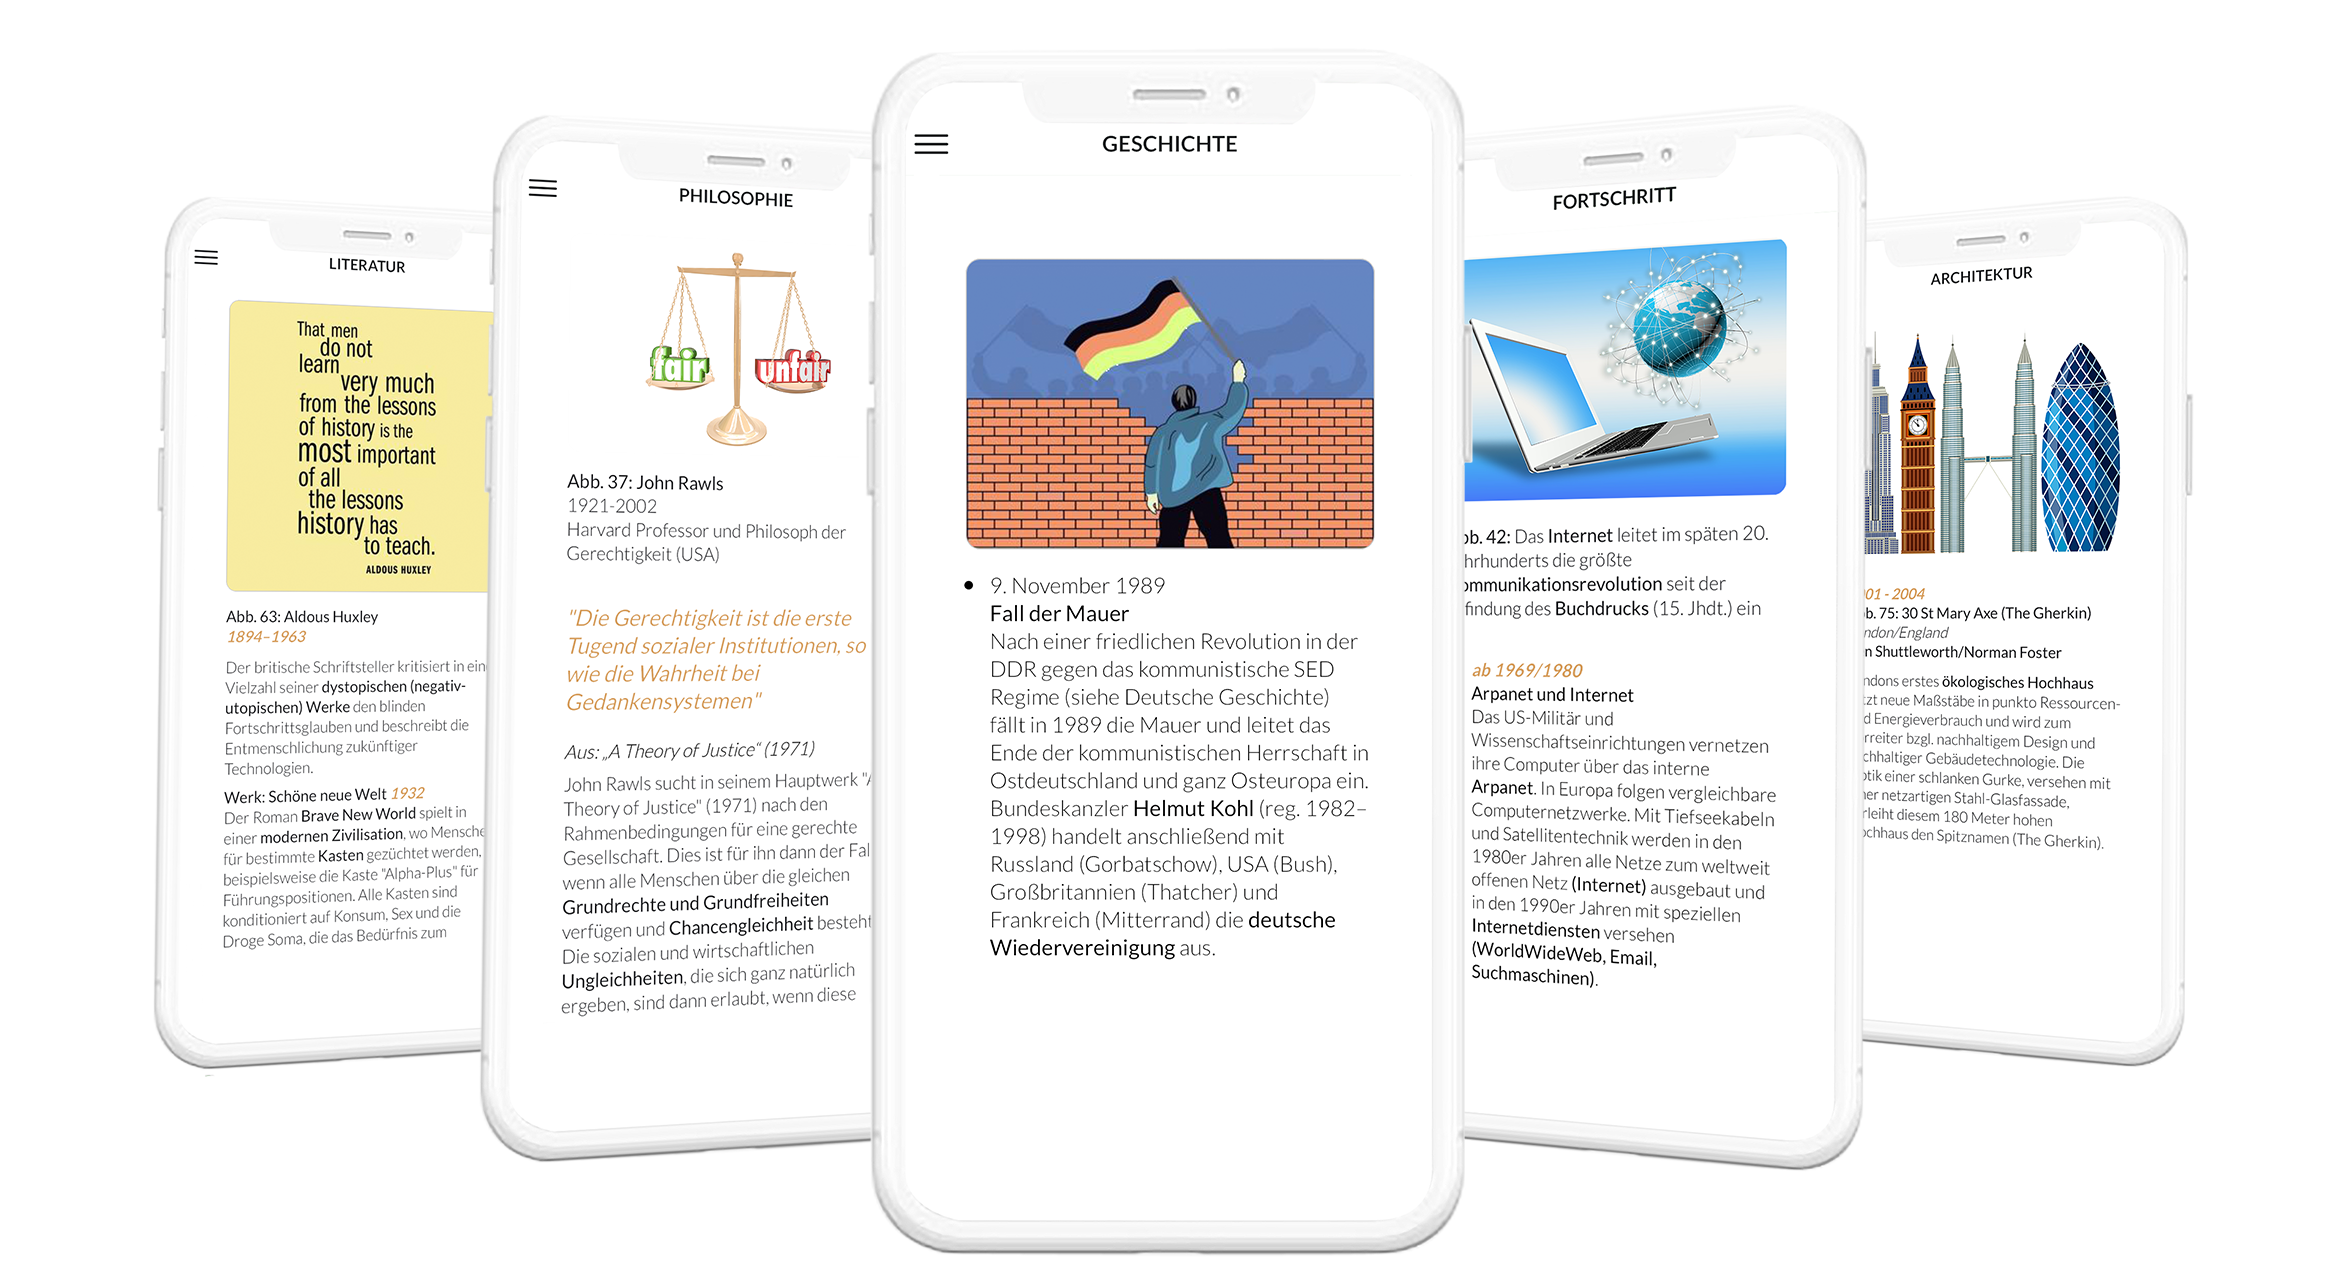 LITERATUR
That men
do not
learn
very much
from the lessons
of history is the
most important
of all
the lessons
history has
to teach.
ALDOUS HUXLEY
Abb. 63: Aldous Huxley
1894–1963
Der britische Schriftsteller kritisiert in ein
Vielzahl seiner dystopischen (negativ-
utopischen) Werke den blinden
Fortschrittsglauben und beschreibt die
Entmenschlichung zukünftiger
Technologien.
Werk: Schöne neue Welt 1932
Der Roman Brave New World spielt in
einer modernen Zivilisation, wo Mensche
für bestimmte Kasten gezüchtet werden,
beispielsweise die Kaste "Alpha-Plus" für
Führungspositionen. Alle Kasten sind
konditioniert auf Konsum, Sex und die
Droge Soma, die das Bedürfnis zum
PHILOSOPHIE
fair
unfair
Abb. 37: John Rawls
1921-2002
Harvard Professor und Philosoph der
Gerechtigkeit (USA)
"Die Gerechtigkeit ist die erste
Tugend sozialer Institutionen, so
wie die Wahrheit bei
Gedankensystemen"
Aus: „A Theory of Justice“ (1971)
John Rawls sucht in seinem Hauptwerk "A
Theory of Justice" (1971) nach den
Rahmenbedingungen für eine gerechte
Gesellschaft. Dies ist für ihn dann der Fal
wenn alle Menschen über die gleichen
Grundrechte und Grundfreiheiten
verfügen und Chancengleichheit besteht
Die sozialen und wirtschaftlichen
Ungleichheiten, die sich ganz natürlich
ergeben, sind dann erlaubt, wenn diese
GESCHICHTE
• 9. November 1989
Fall der Mauer
Nach einer friedlichen Revolution in der
DDR gegen das kommunistische SED
Regime (siehe Deutsche Geschichte)
fällt in 1989 die Mauer und leitet das
Ende der kommunistischen Herrschaft in
Ostdeutschland und ganz Osteuropa ein.
Bundeskanzler Helmut Kohl (reg. 1982–
1998) handelt anschließend mit
Russland (Gorbatschow), USA (Bush),
Großbritannien (Thatcher) und
Frankreich (Mitterrand) die deutsche
Wiedervereinigung aus.
FORTSCHRITT
bb. 42: Das Internet leitet im späten 20.
hrhunderts die größte
ommunikationsrevolution seit der
findung des Buchdrucks (15. Jhdt.) ein
ab 1969/1980
Arpanet und Internet
Das US-Militär und
Wissenschaftseinrichtungen vernetzen
ihre Computer über das interne
Arpanet. In Europa folgen vergleichbare
Computernetzwerke. Mit Tiefseekabeln
und Satellitentechnik werden in den
1980er Jahren alle Netze zum weltweit
offenen Netz (Internet) ausgebaut und
in den 1990er Jahren mit speziellen
Internetdiensten versehen
(WorldWideWeb, Email,
Suchmaschinen).
ARCHITEKTUR
01 - 2004
b. 75: 30 St Mary Axe (The Gherkin)
ndon/England
n Shuttleworth/Norman Foster
ndons erstes ökologisches Hochhaus
tzt neue Maßstäbe in punkto Ressourcen-
d Energieverbrauch und wird zum
rreiter bzgl. nachhaltigem Design und
chhaltiger Gebäudetechnologie. Die
tik einer schlanken Gurke, versehen mit
er netzartigen Stahl-Glasfassade,
rleiht diesem 180 Meter hohen
chhaus den Spitznamen (The Gherkin).